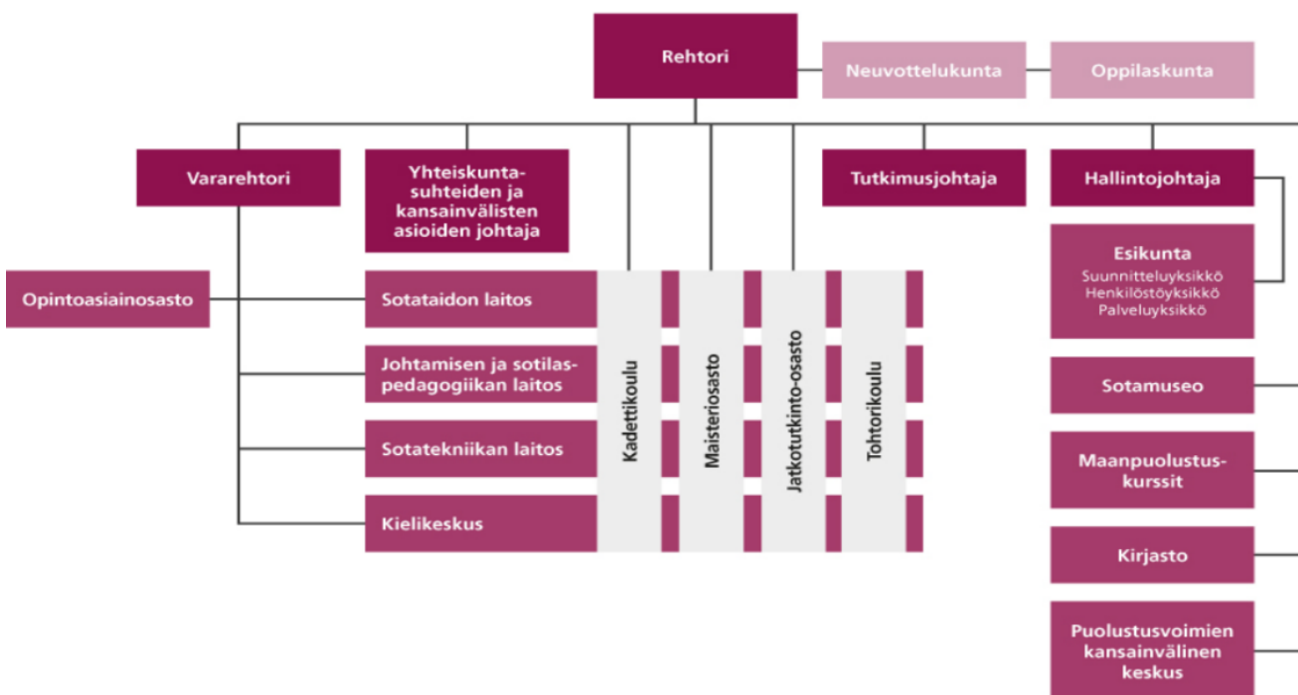 Rehtori
Neuvottelukunta
Oppilaskunta
Vararehtori
Yhteiskunta-
suhteiden ja
kansainvälisten
asioiden johtaja
Tutkimusjohtaja
Hallintojohtaja
Esikunta
Suunnitteluyksikkö
Henkilöstöyksikkö
Palveluyksikkö
Opintoasiainosasto
Sotataidon laitos
Johtamisen ja sotilas-
pedagogiikan laitos
Sotatekniikan laitos
Kielikeskus
Kadettikoulu
Maisteriosasto
Jatkotutkinto-osasto
Tohtorikoulu
Sotamuseo
Maanpuolustus-
kurssit
Kirjasto
Puolustusvoimien
kansainvälinen
keskus